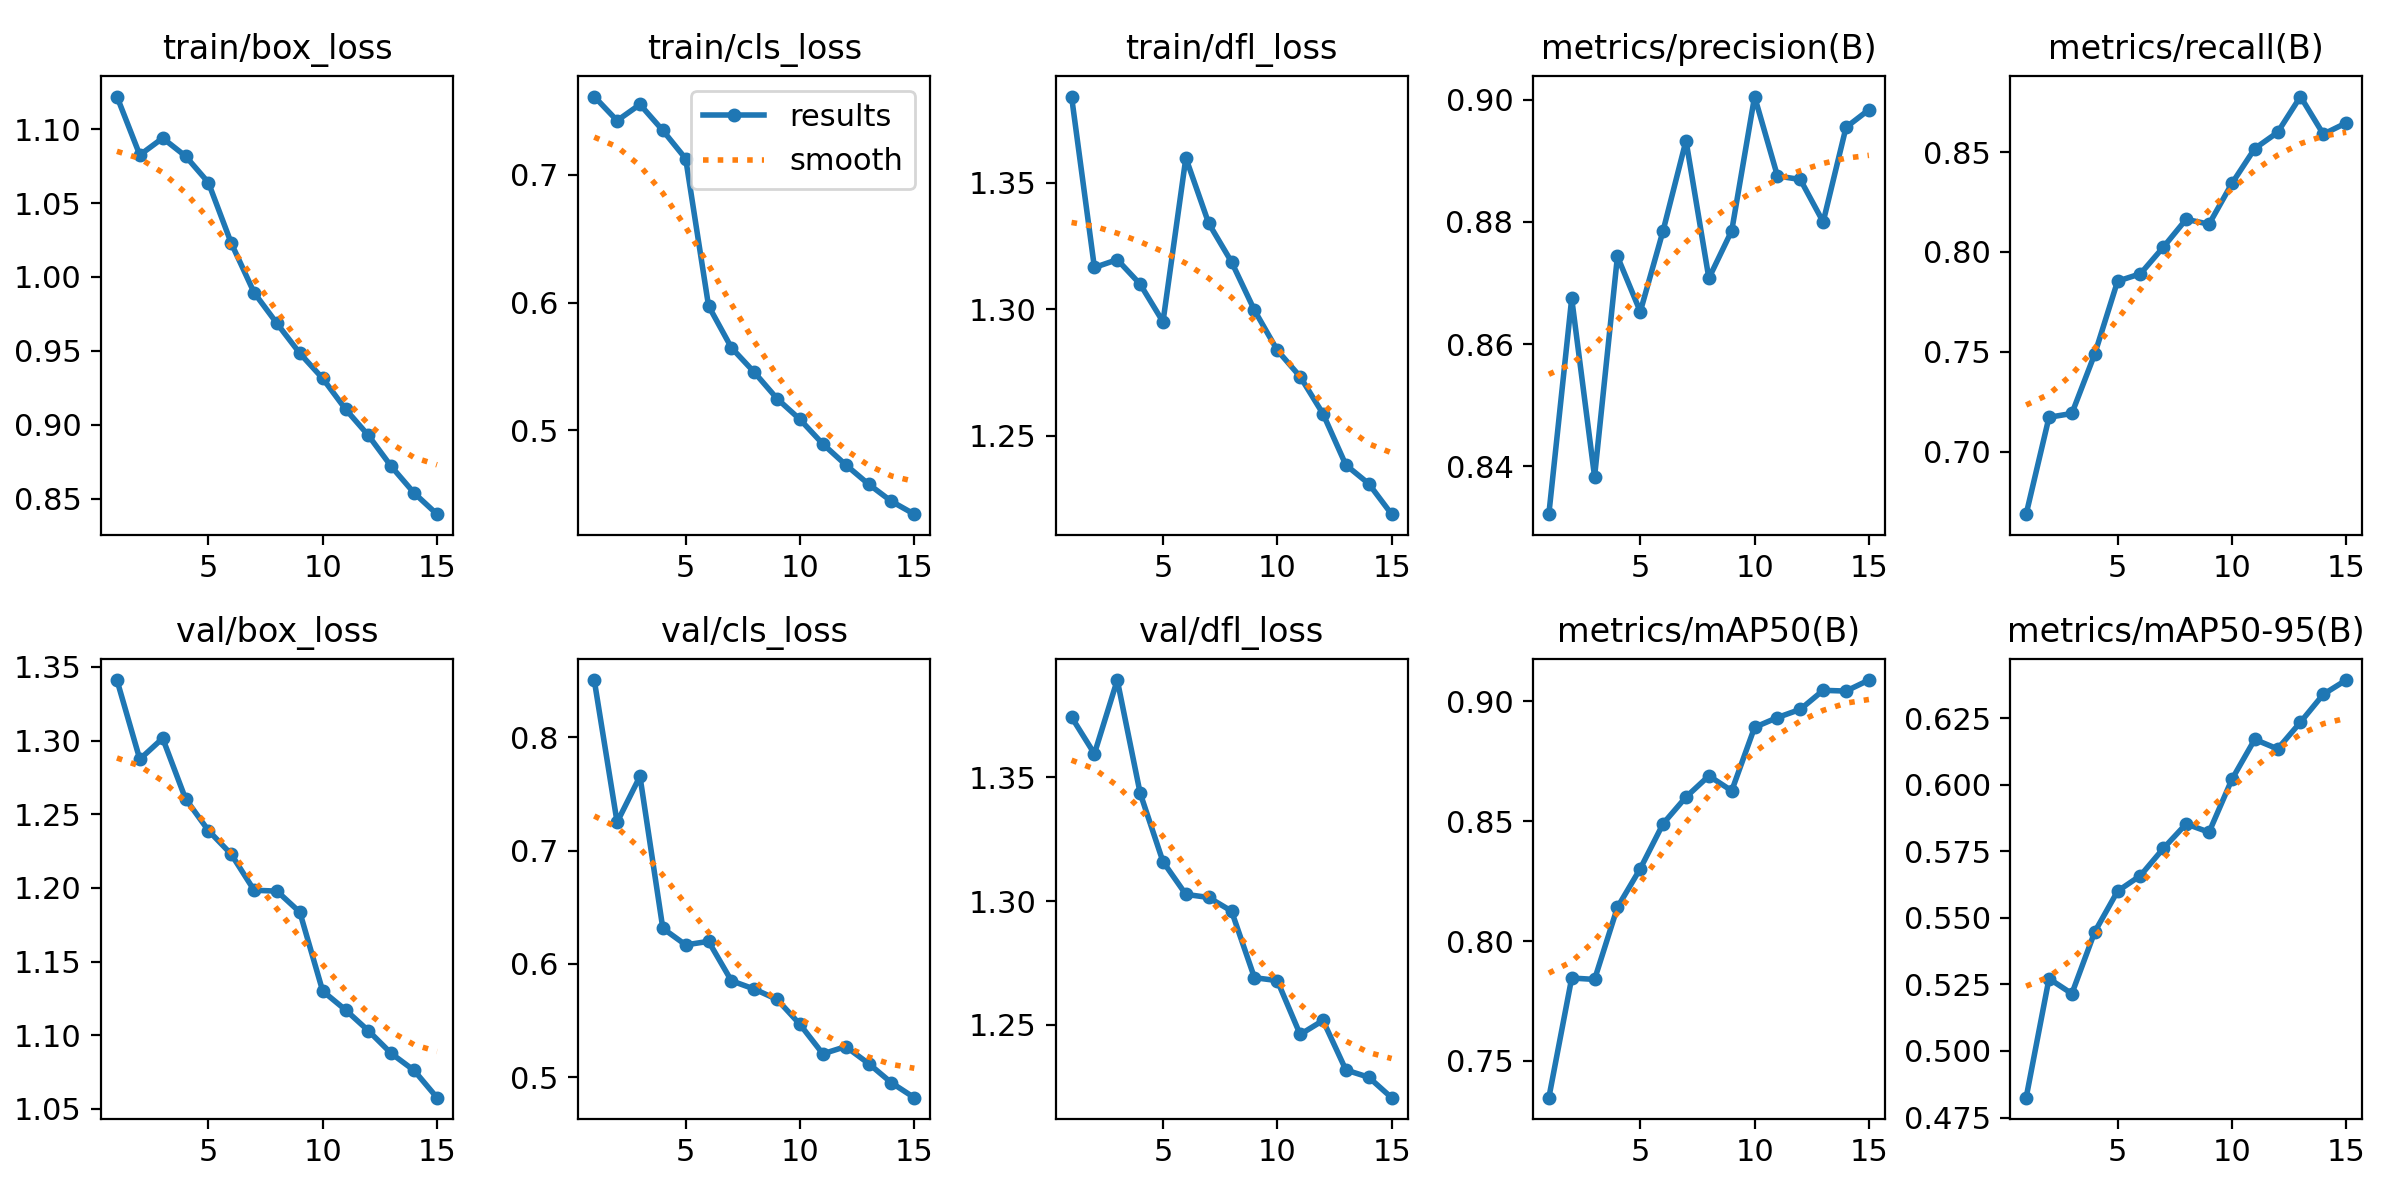 train/box_loss
train/cls_loss
train/dfl_loss
metrics/precision(B)
metrics/recall(B)
1.10
1.05
1.00
0.95
0.90
0.85
5 10 15
results
smooth
0.7
0.6
0.5
5 10 15
1.35
1.30
1.25
5 10 15
0.90
0.88
0.86
0.84
5 10 15
0.85
0.80
0.75
0.70
5 10 15
val/box_loss
val/cls_loss
val/dfl_loss
metrics/mAP50(B)
metrics/mAP50-95(B)
1.35
1.30
1.25
1.20
1.15
1.10
1.05
5 10 15
0.8
0.7
0.6
0.5
5 10 15
1.35
1.30
1.25
5 10 15
0.90
0.85
0.80
0.75
5 10 15
0.625
0.600
0.575
0.550
0.525
0.500
0.475
5 10 15